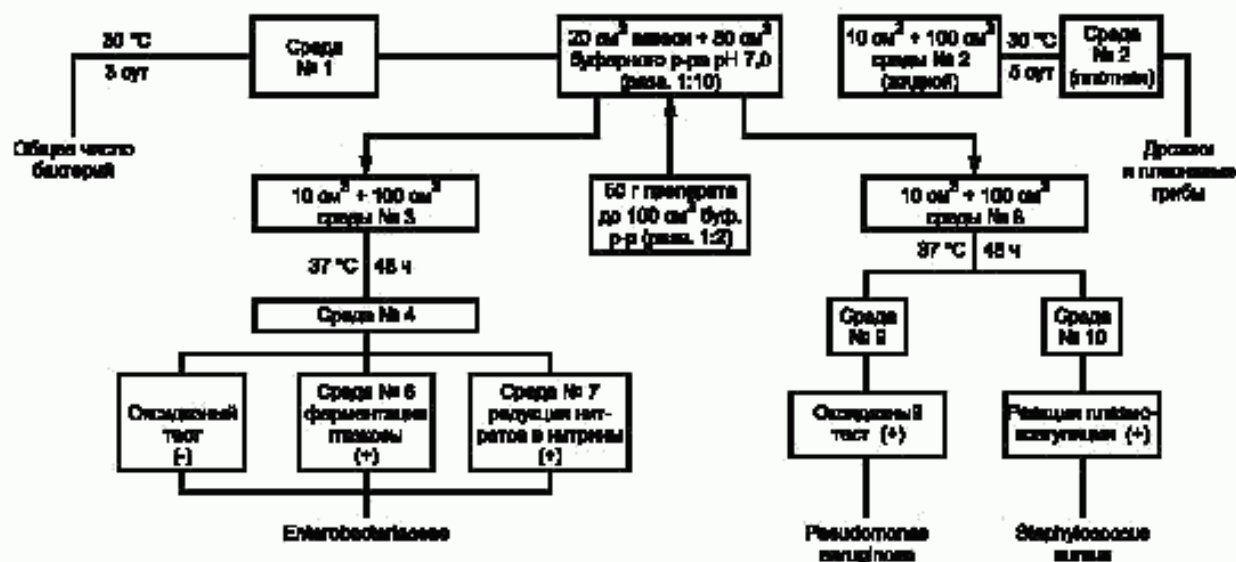 30 °C
3 сут
Среда
№ 1
20 см³ взвеси + 80 см³
буферного р-ра pH 7,0
(разв. 1:10)
10 см³ + 100 см³
среды № 2
(жидкой)
30 °C
5 сут
Среда
№ 2
(плотная)
Общее число
бактерий
Дрожжи
и плесневые
грибы
10 см³ + 100 см³
среды № 3
50 г препарата
до 100 см³ буф.
р-р (разв. 1:2)
10 см³ + 100 см³
среды № 8
37 °C 48 ч
37 °C 48 ч
Среда № 4
Среда
№ 9
Среда
№ 10
Оксидазный
тест
(-)
Среда № 6
ферментация
глюкозы
(+)
Среда № 7
редукция нит-
ратов в нитриты
(+)
Оксидазный
тест (+)
Реакция плазмо-
коагуляции (+)
Enterobacteriaceae
Pseudomonas
aeruginosa
Staphylococcus
aureus